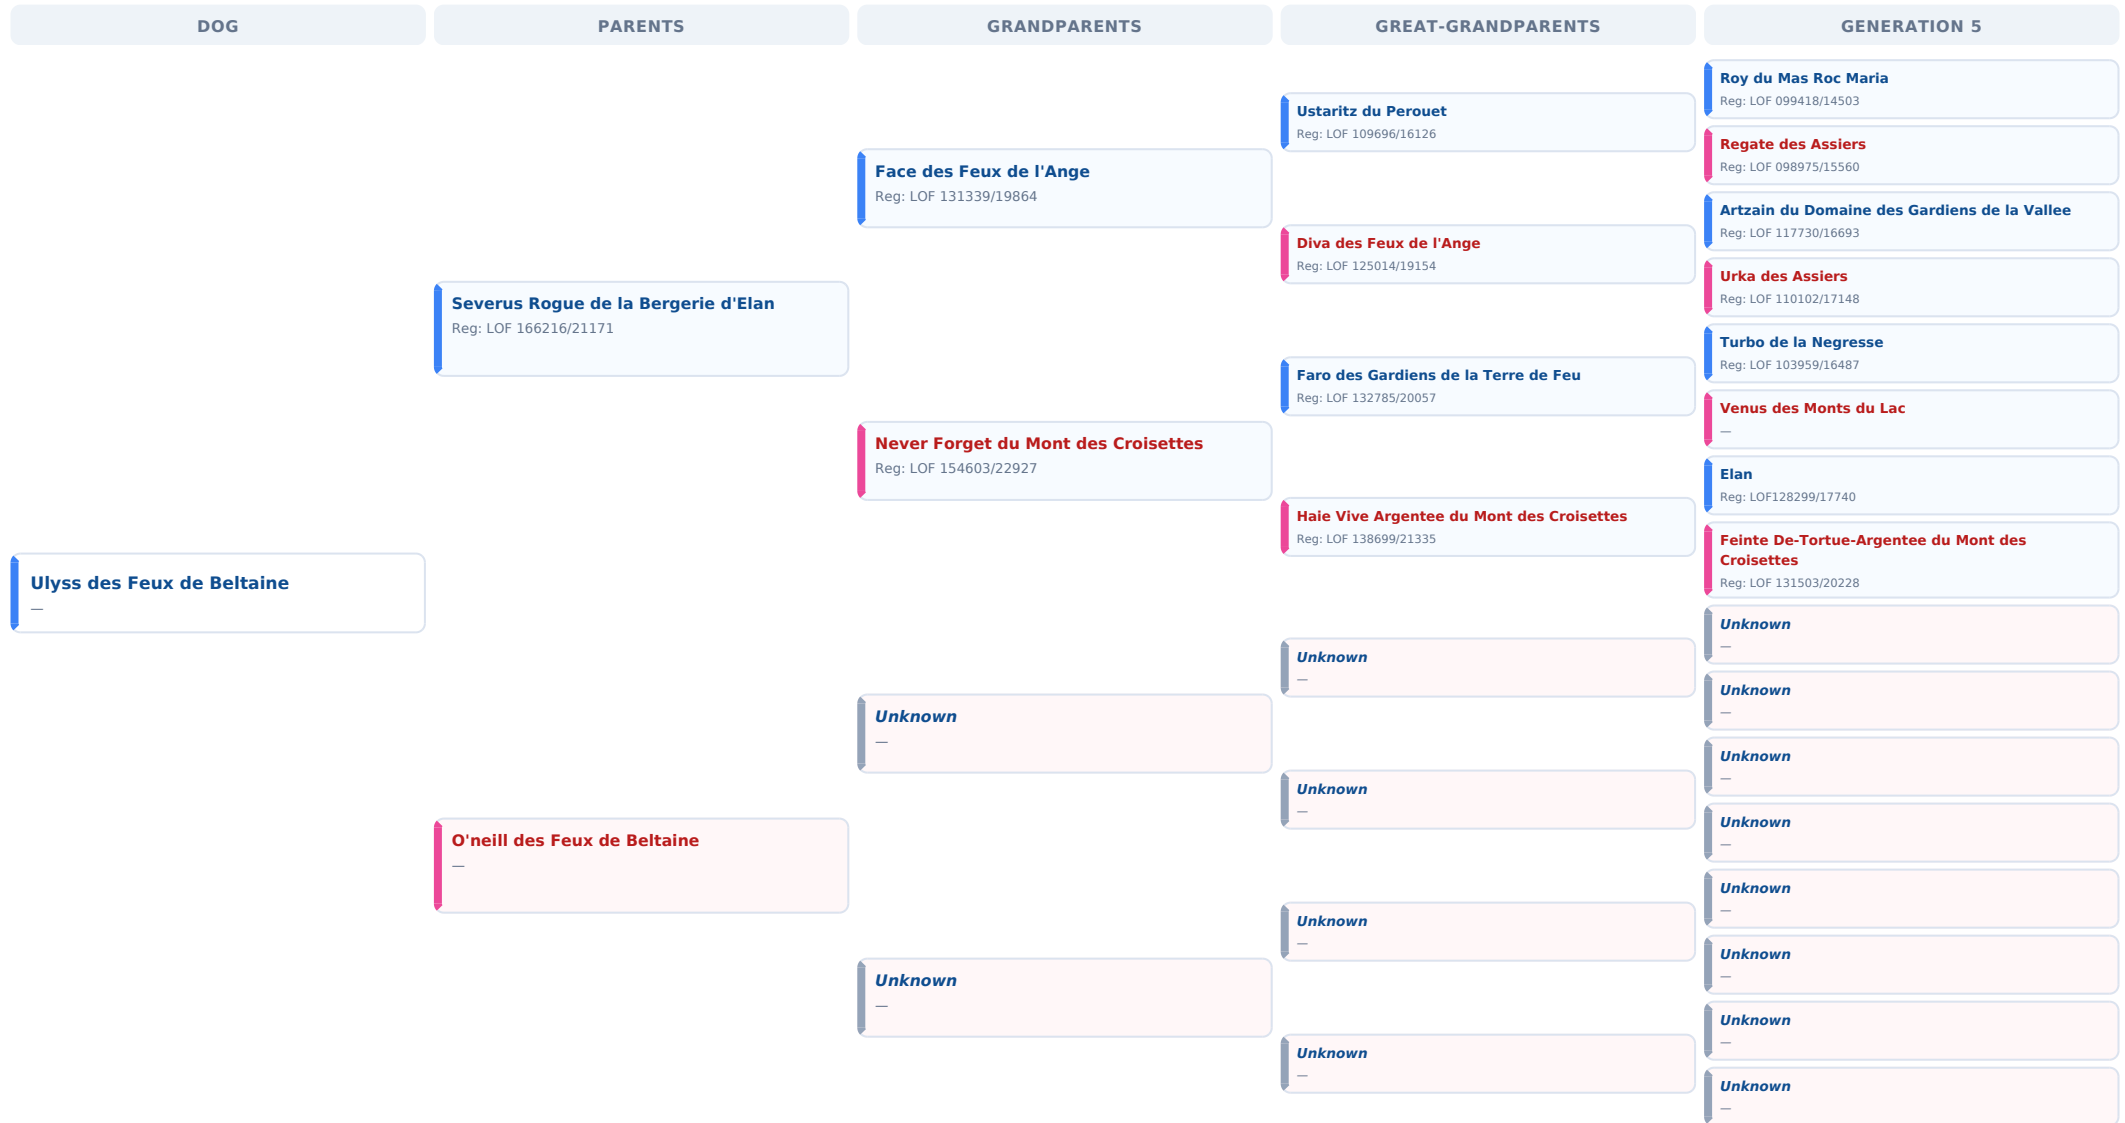 DOG
PARENTS
GRANDPARENTS
GREAT-GRANDPARENTS
GENERATION 5
Ulyss des Feux de Beltaine
—
Severus Rogue de la Bergerie d'Elan
Reg: LOF 166216/21171
O'neill des Feux de Beltaine
—
Face des Feux de l'Ange
Reg: LOF 131339/19864
Never Forget du Mont des Croisettes
Reg: LOF 154603/22927
Unknown
—
Unknown
—
Ustaritz du Perouet
Reg: LOF 109696/16126
Diva des Feux de l'Ange
Reg: LOF 125014/19154
Faro des Gardiens de la Terre de Feu
Reg: LOF 132785/20057
Haie Vive Argentee du Mont des Croisettes
Reg: LOF 138699/21335
Unknown
—
Unknown
—
Unknown
—
Unknown
—
Roy du Mas Roc Maria
Reg: LOF 099418/14503
Regate des Assiers
Reg: LOF 098975/15560
Artzain du Domaine des Gardiens de la Vallee
Reg: LOF 117730/16693
Urka des Assiers
Reg: LOF 110102/17148
Turbo de la Negresse
Reg: LOF 103959/16487
Venus des Monts du Lac
—
Elan
Reg: LOF128299/17740
Feinte De-Tortue-Argentee du Mont des
Croisettes
Reg: LOF 131503/20228
Unknown
—
Unknown
—
Unknown
—
Unknown
—
Unknown
—
Unknown
—
Unknown
—
Unknown
—